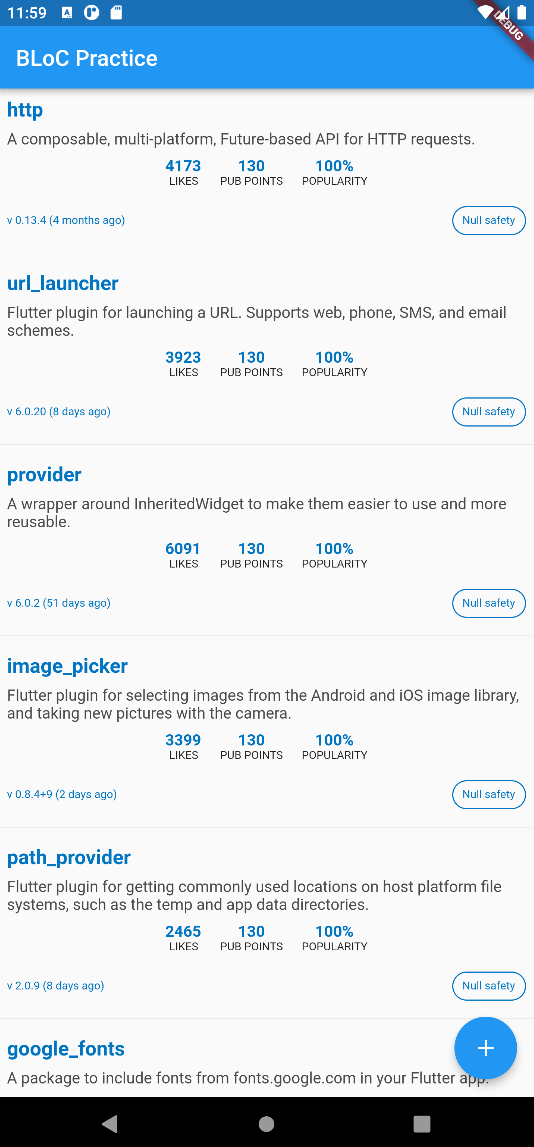 11:59
DEBUG
BLoC Practice
http
A composable, multi-platform, Future-based API for HTTP requests.
4173 130 100%
LIKES PUB POINTS POPULARITY
v 0.13.4 (4 months ago) Null safety
url_launcher
Flutter plugin for launching a URL. Supports web, phone, SMS, and email
schemes.
3923 130 100%
LIKES PUB POINTS POPULARITY
v 6.0.20 (8 days ago) Null safety
provider
A wrapper around InheritedWidget to make them easier to use and more
reusable.
6091 130 100%
LIKES PUB POINTS POPULARITY
v 6.0.2 (51 days ago) Null safety
image_picker
Flutter plugin for selecting images from the Android and iOS image library,
and taking new pictures with the camera.
3399 130 100%
LIKES PUB POINTS POPULARITY
v 0.8.4+9 (2 days ago) Null safety
path_provider
Flutter plugin for getting commonly used locations on host platform file
systems, such as the temp and app data directories.
2465 130 100%
LIKES PUB POINTS POPULARITY
v 2.0.9 (8 days ago) Null safety
google_fonts
A package to include fonts from fonts.google.com in your Flutter app.